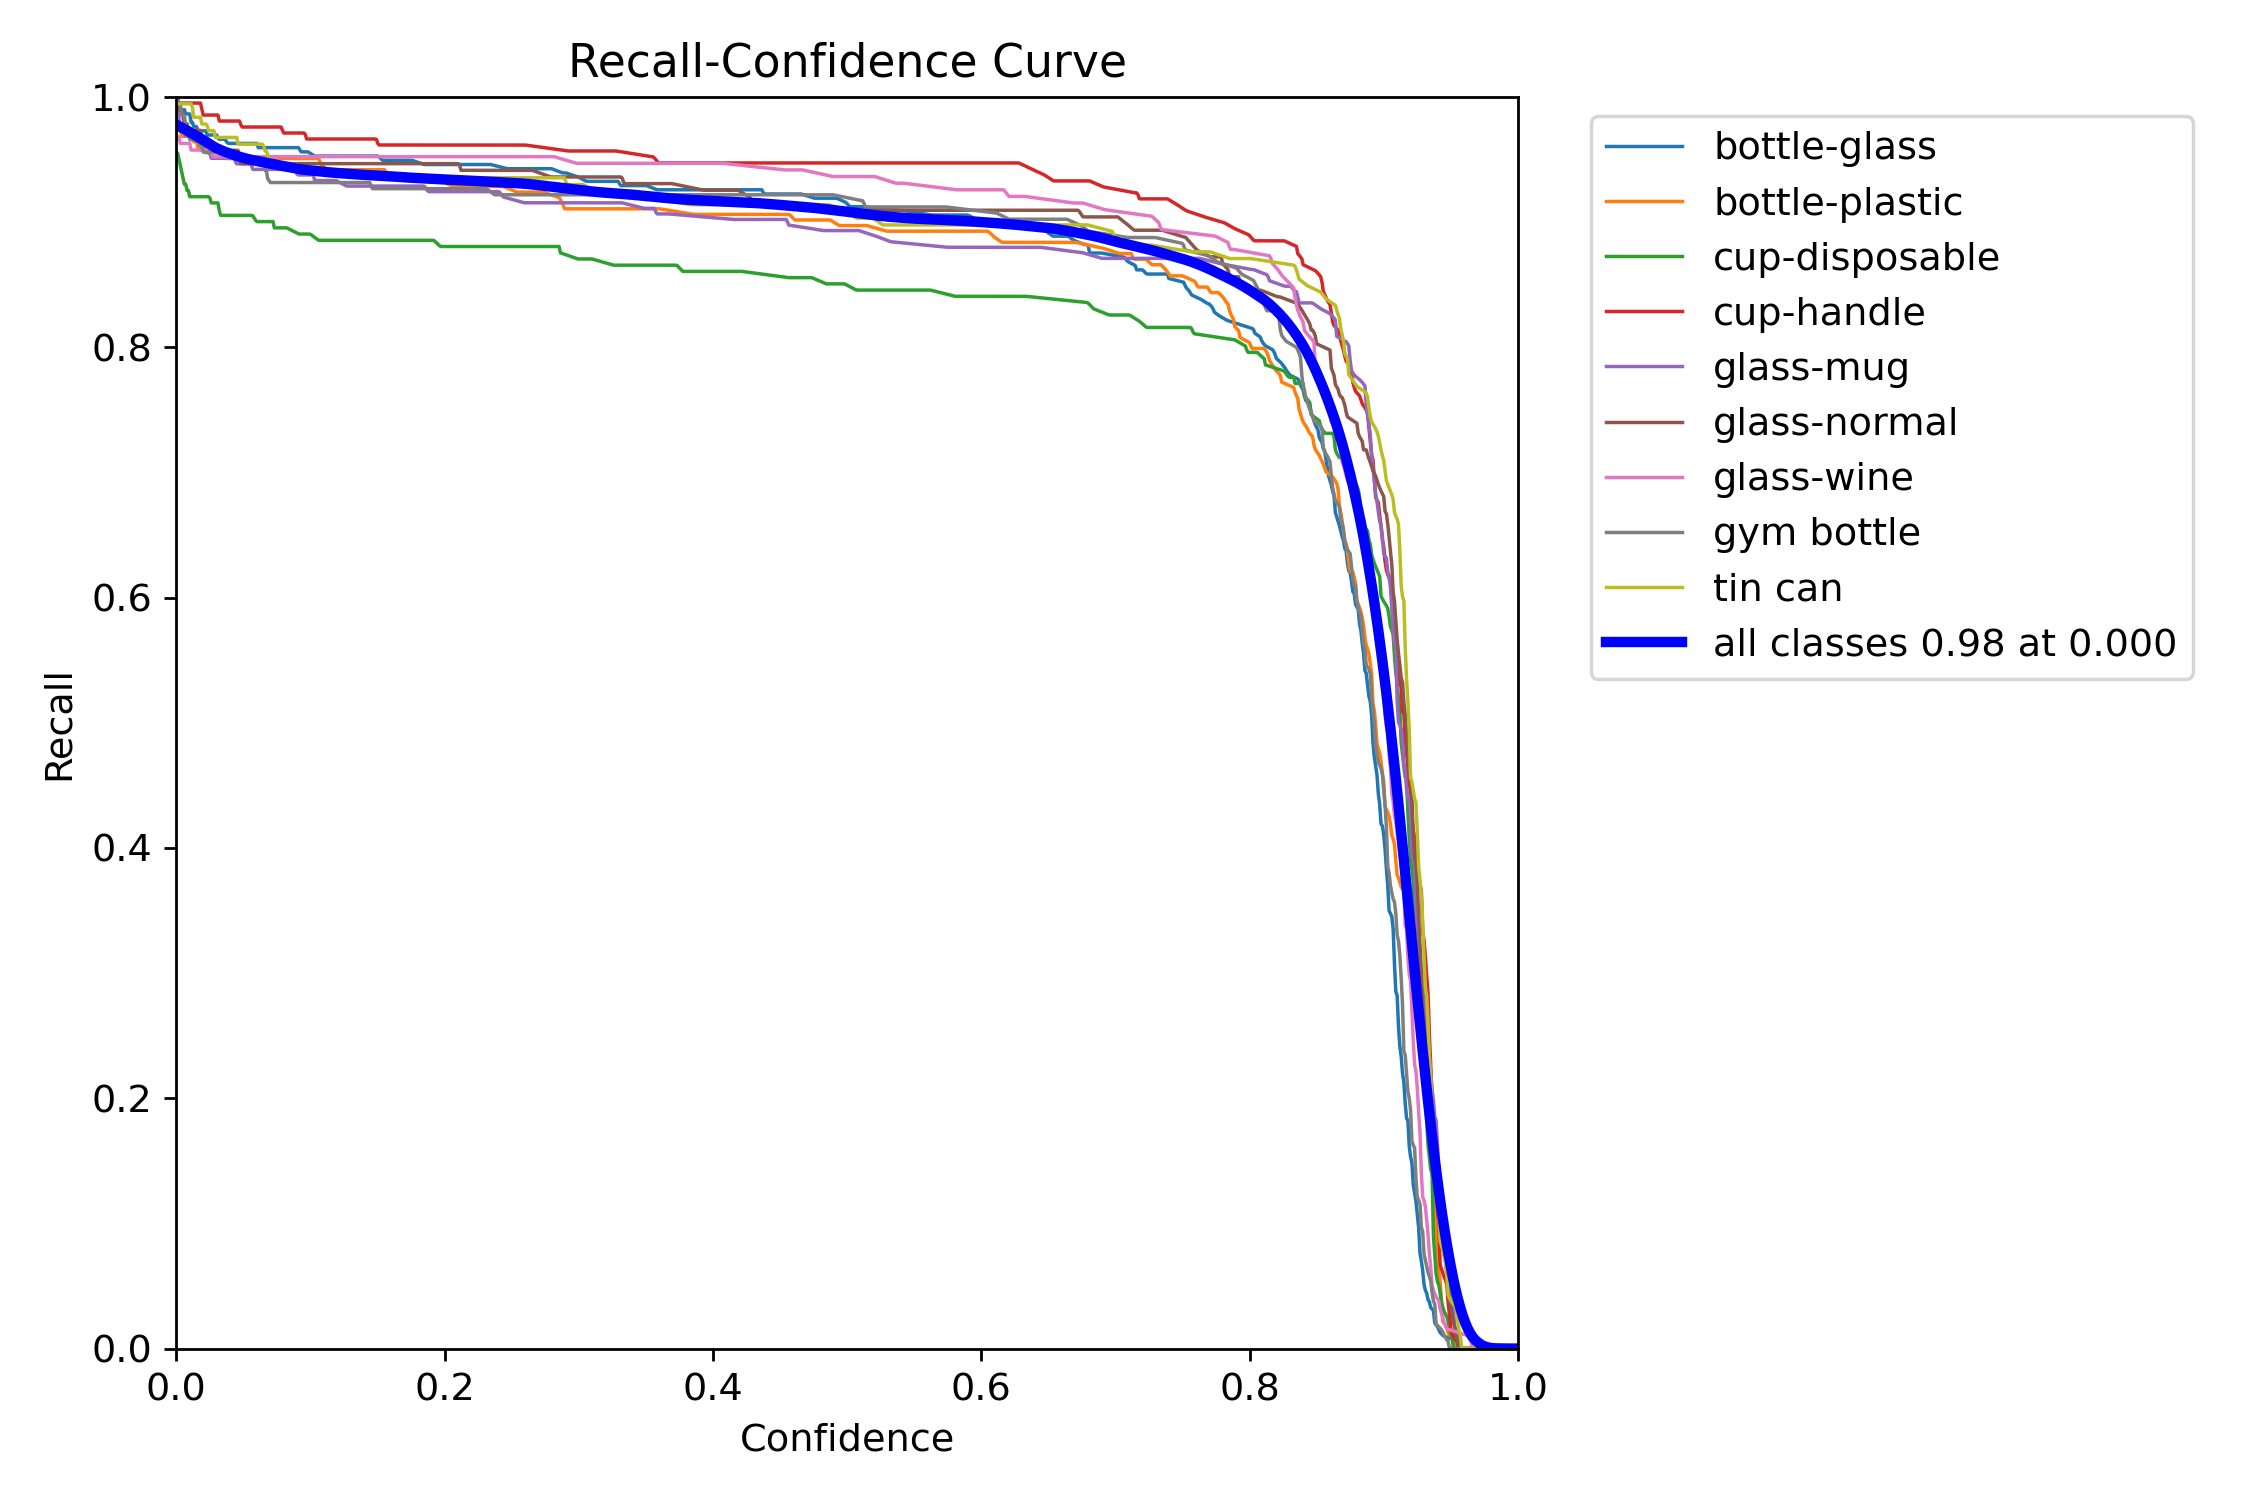 Recall-Confidence Curve
1.0
0.8
0.6
0.4
0.2
0.0
Recall
0.0 0.2 0.4 0.6 0.8 1.0
Confidence
bottle-glass
bottle-plastic
cup-disposable
cup-handle
glass-mug
glass-normal
glass-wine
gym bottle
tin can
all classes 0.98 at 0.000